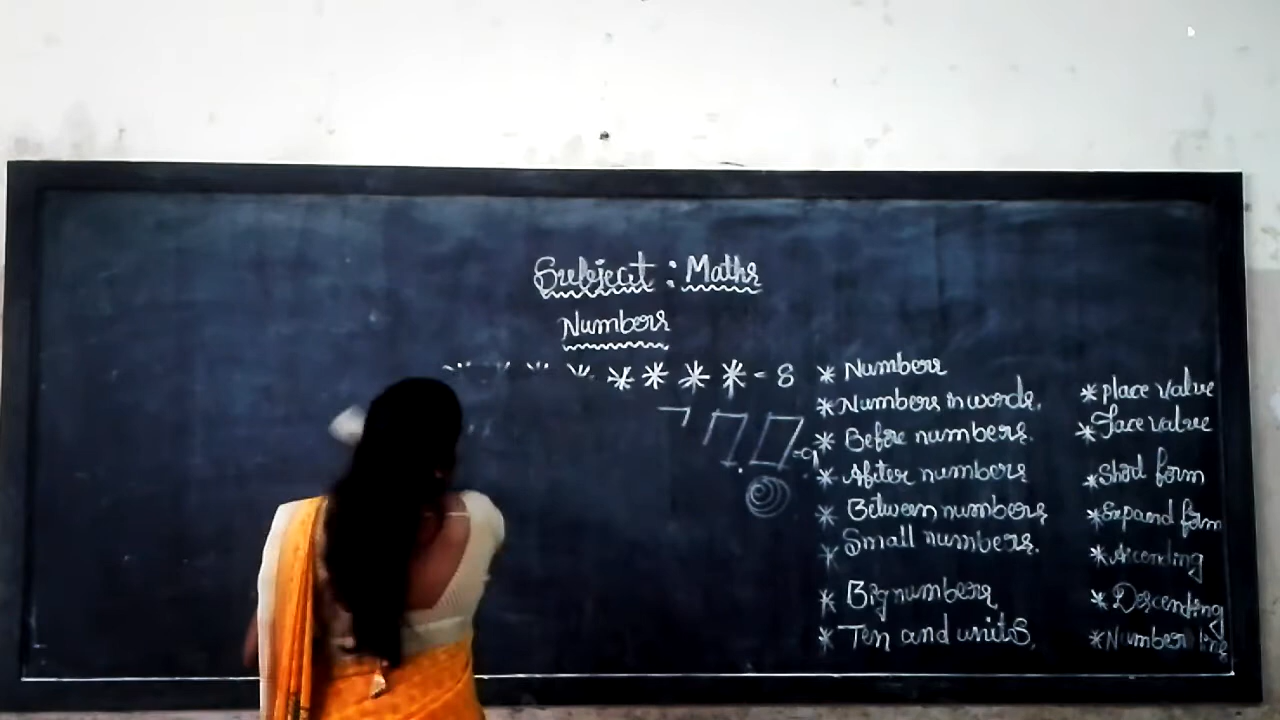 Subject : Maths
Numbers
- 8
=9
* Numbers
* Numbers in words.
* Before numbers.
* After numbers
* Between numbers
* Small numbers.
* Big numbers
* Ten and units.
* place value
* Face value
* Short form
* Expand form
* Ascending
* Descending
* Number line